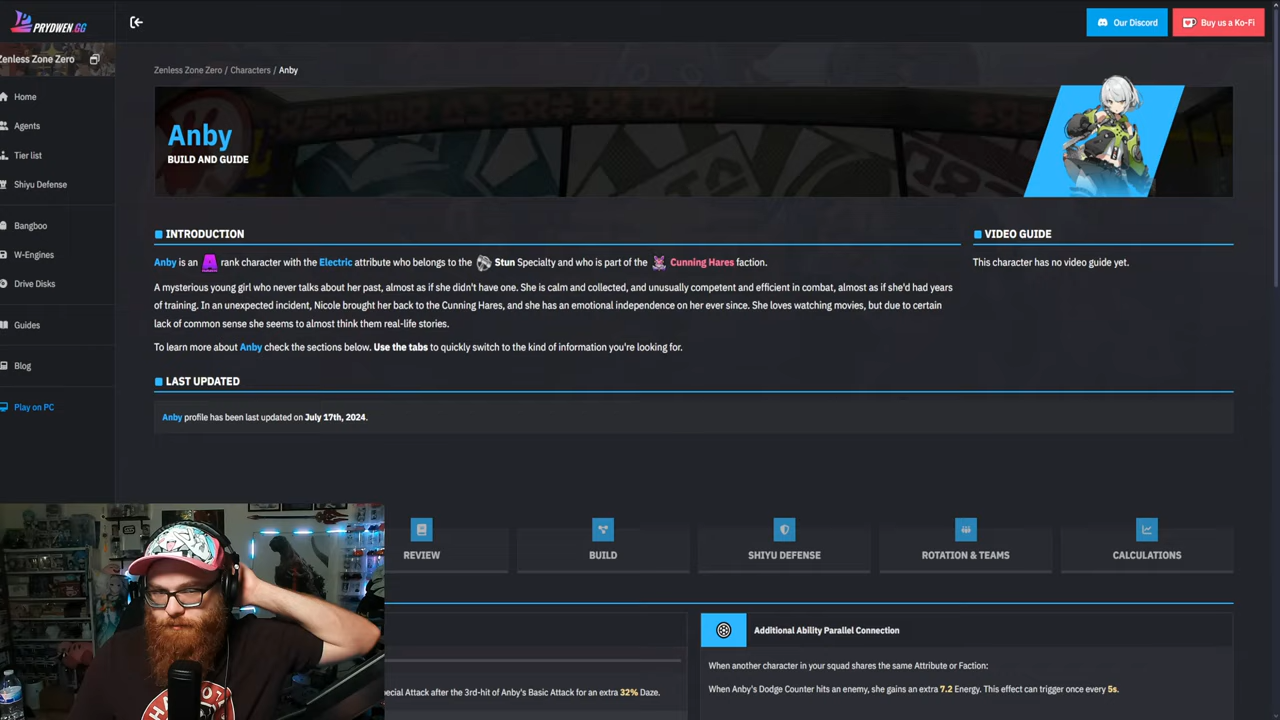 PRYDWEN.GG
Our Discord
Buy us a Ko-Fi
Zenless Zone Zero
Home
Agents
Tier list
Shiyu Defense
Bangboo
W-Engines
Drive Disks
Guides
Blog
Play on PC
Zenless Zone Zero / Characters / Anby
Anby
BUILD AND GUIDE
INTRODUCTION
Anby is an A rank character with the Electric attribute who belongs to the Stun Specialty and who is part of the Cunning Hares faction.
A mysterious young girl who never talks about her past, almost as if she didn't have one. She is calm and collected, and unusually competent and efficient in combat, almost as if she'd had years
of training. In an unexpected incident, Nicole brought her back to the Cunning Hares, and she has an emotional independence on her ever since. She loves watching movies, but due to certain
lack of common sense she seems to almost think them real-life stories.
To learn more about Anby check the sections below. Use the tabs to quickly switch to the kind of information you're looking for.
VIDEO GUIDE
This character has no video guide yet.
LAST UPDATED
Anby profile has been last updated on July 17th, 2024.
REVIEW
BUILD
SHIYU DEFENSE
ROTATION & TEAMS
CALCULATIONS
ecial Attack after the 3rd-hit of Anby's Basic Attack for an extra 32% Daze.
Additional Ability Parallel Connection
When another character in your squad shares the same Attribute or Faction:
When Anby's Dodge Counter hits an enemy, she gains an extra 7.2 Energy. This effect can trigger once every 5s.